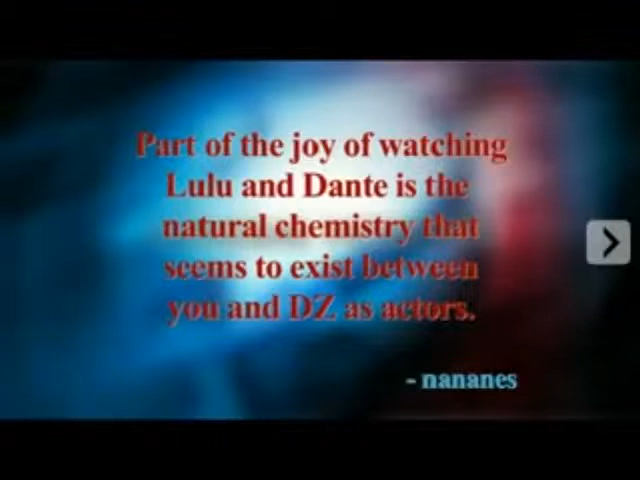 Part of the joy of watching
Lulu and Dante is the
natural chemistry that
seems to exist between
you and DZ as actors.
- nananes